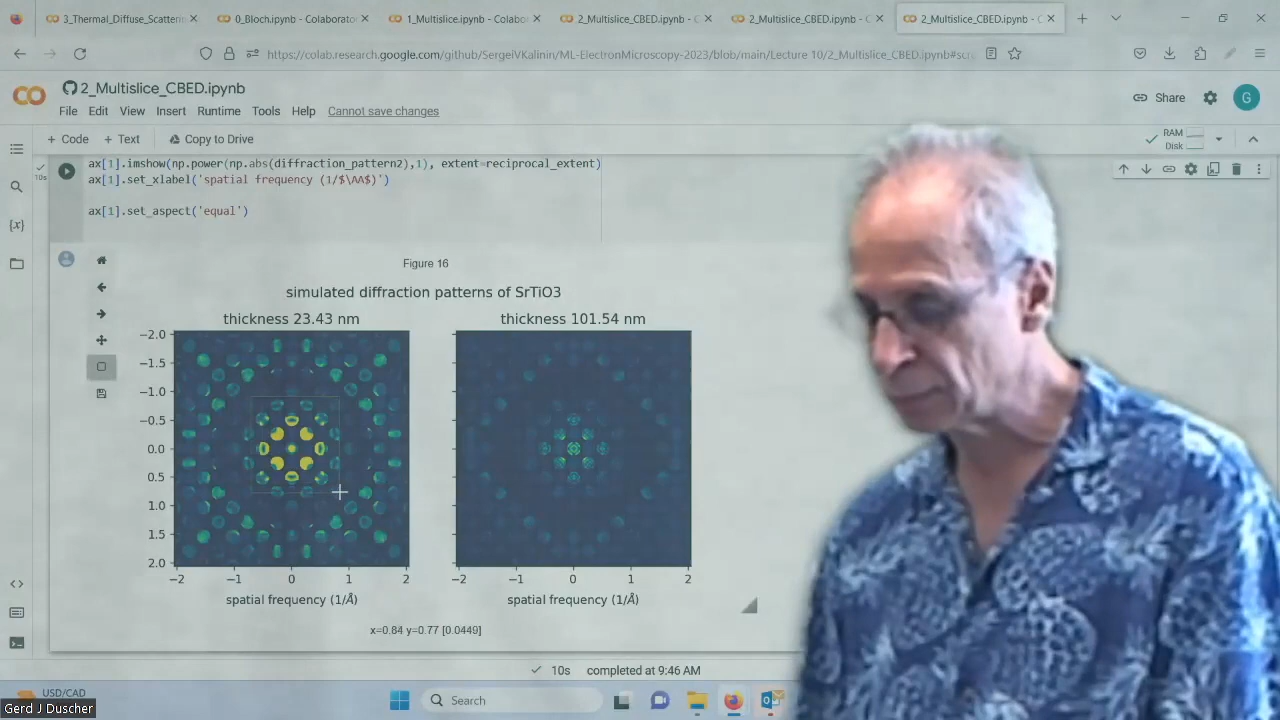 3_Thermal_Diffuse_Scatterin
0_Bloch.ipynb - Colaborator
1_Multislice.ipynb - Colabor
2_Multislice_CBED.ipynb - C
2_Multislice_CBED.ipynb - C
2_Multislice_CBED.ipynb - C
https://colab.research.google.com/github/SergeiVKalinin/ML-ElectronMicroscopy-2023/blob/main/Lecture 10/2_Multislice_CBED.ipynb#scro
2_Multislice_CBED.ipynb
File Edit View Insert Runtime Tools Help Cannot save changes
Share
G
+ Code + Text Copy to Drive
RAM
Disk
10s
ax[1].imshow(np.power(np.abs(diffraction_pattern2),1), extent=reciprocal_extent)
ax[1].set_xlabel('spatial frequency (1/$\AA$)')
ax[1].set_aspect('equal')
{x}
Figure 16
simulated diffraction patterns of SrTiO3
thickness 23.43 nm
thickness 101.54 nm
−2.0
−1.5
−1.0
−0.5
0.0
0.5
1.0
1.5
2.0
−2 −1 0 1 2
−2 −1 0 1 2
spatial frequency (1/Å)
spatial frequency (1/Å)
x=0.84 y=0.77 [0.0449]
10s completed at 9:46 AM
USD/CAD
Search
Gerd J Duscher